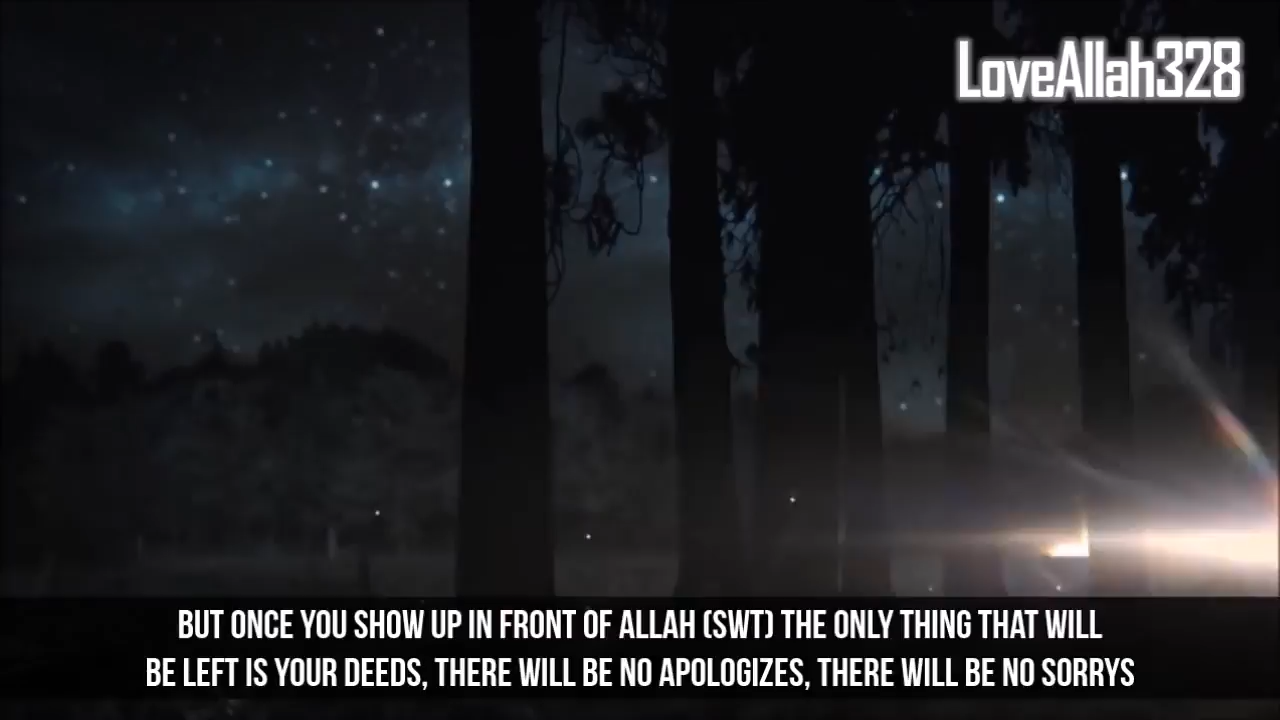 LoveAllah328
BUT ONCE YOU SHOW UP IN FRONT OF ALLAH (SWT) THE ONLY THING THAT WILL
BE LEFT IS YOUR DEEDS, THERE WILL BE NO APOLOGIZES, THERE WILL BE NO SORRYS